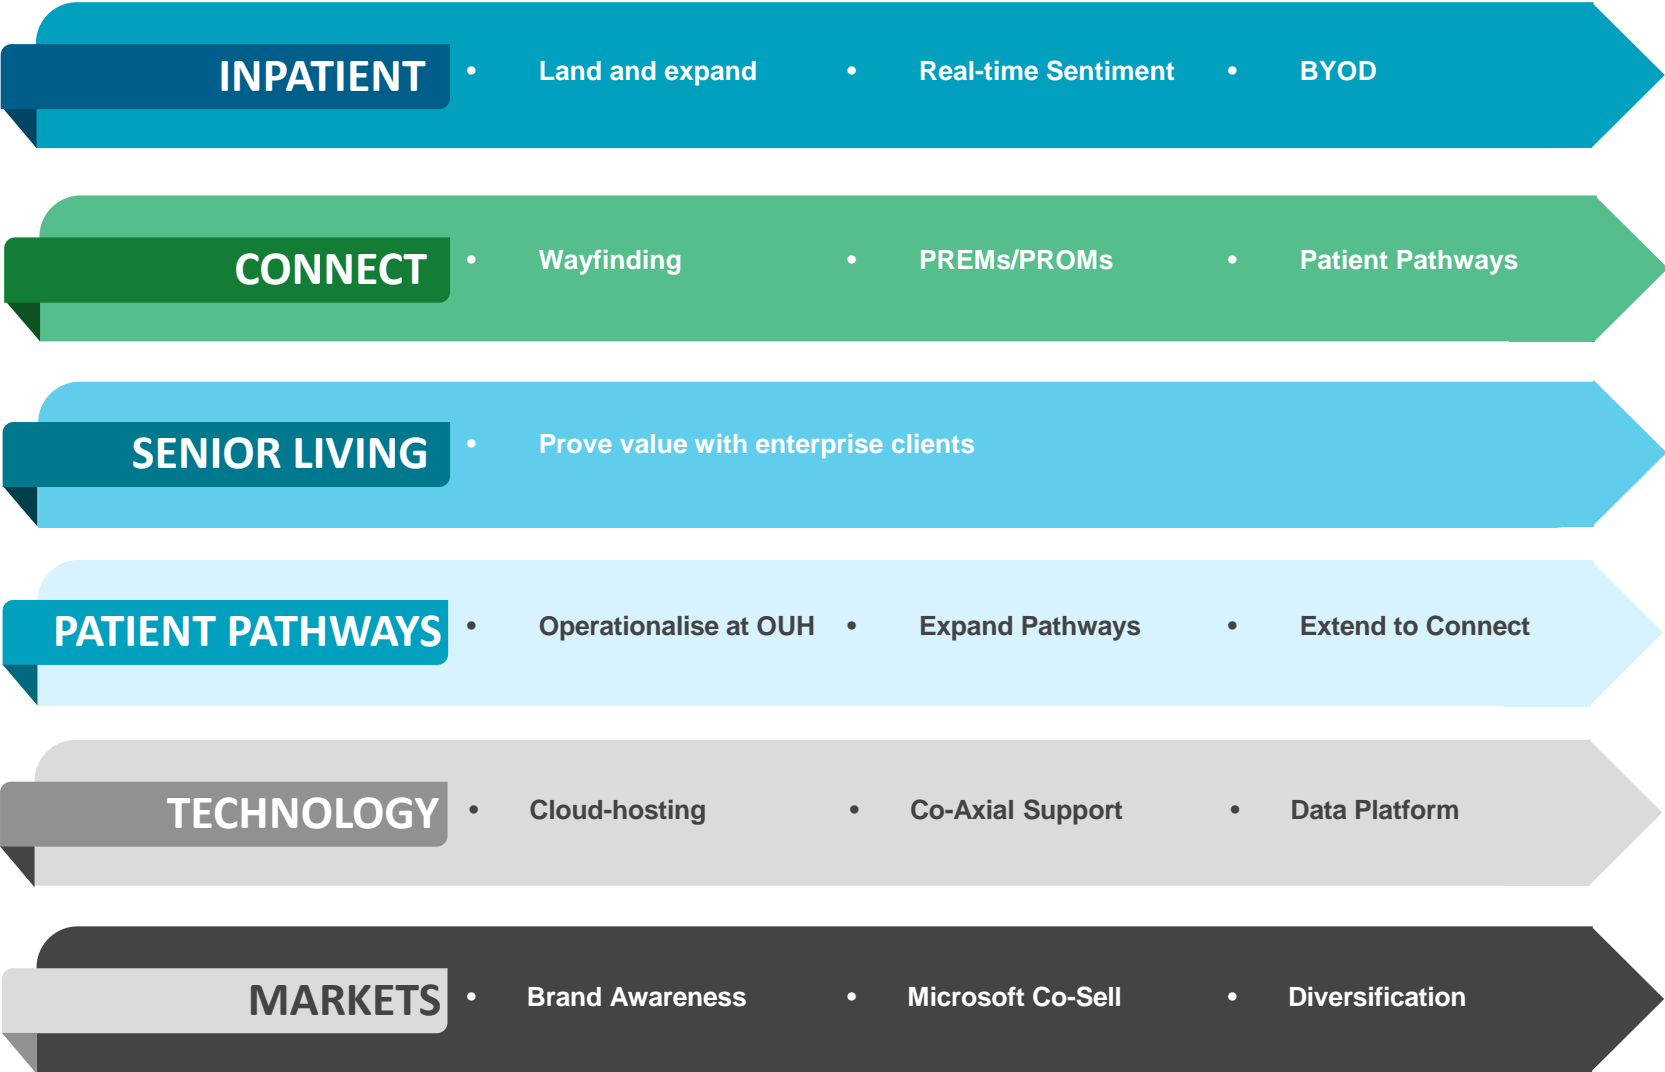 INPATIENT • Land and expand • Real-time Sentiment • BYOD
CONNECT • Wayfinding • PREMs/PROMs • Patient Pathways
SENIOR LIVING • Prove value with enterprise clients
PATIENT PATHWAYS • Operationalise at OUH • Expand Pathways • Extend to Connect
TECHNOLOGY • Cloud-hosting • Co-Axial Support • Data Platform
MARKETS • Brand Awareness • Microsoft Co-Sell • Diversification